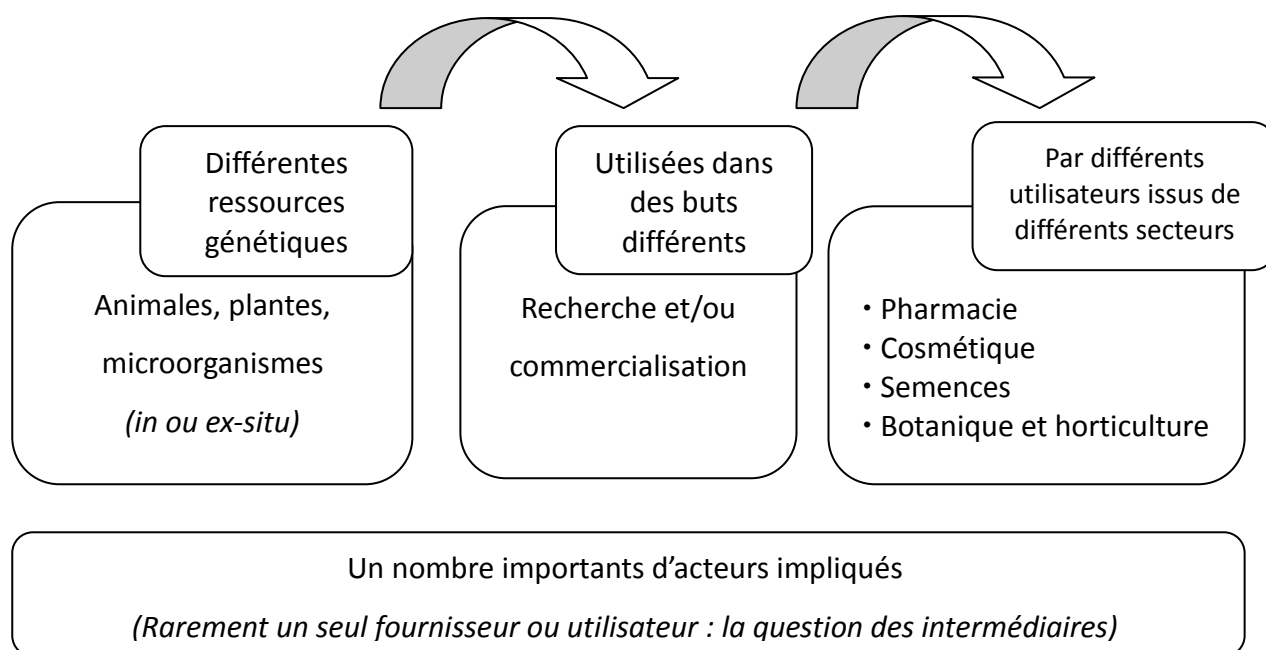 Différentes
ressources
génétiques
Animales, plantes,
microorganismes
(in ou ex-situ)
Utilisées dans
des buts
différents
Recherche et/ou
commercialisation
Par différents
utilisateurs issus de
différents secteurs
・Pharmacie
・Cosmétique
・Semences
・Botanique et horticulture
Un nombre importants d’acteurs impliqués
(Rarement un seul fournisseur ou utilisateur : la question des intermédiaires)